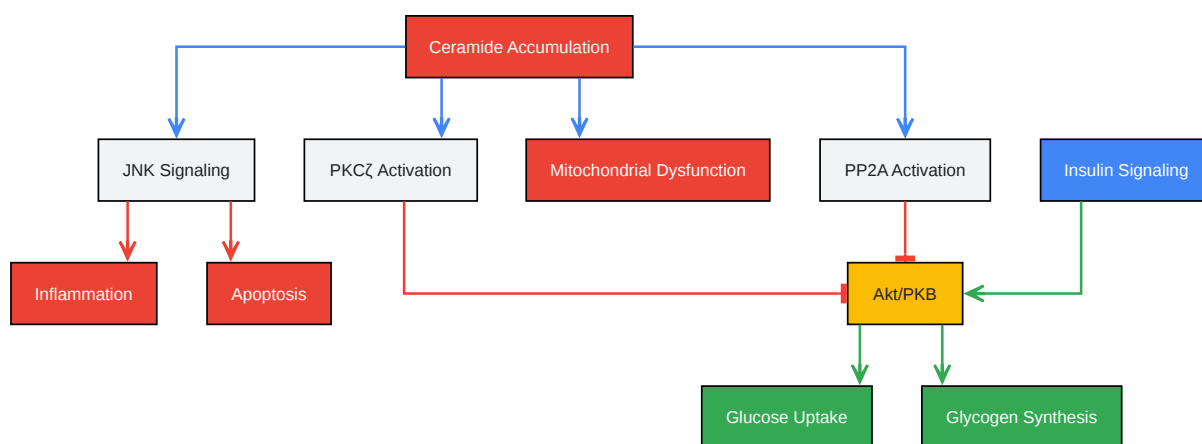 Ceramide Accumulation
JNK Signaling
PKCζ Activation
Mitochondrial Dysfunction
PP2A Activation
Insulin Signaling
Inflammation
Apoptosis
Akt/PKB
Glucose Uptake
Glycogen Synthesis